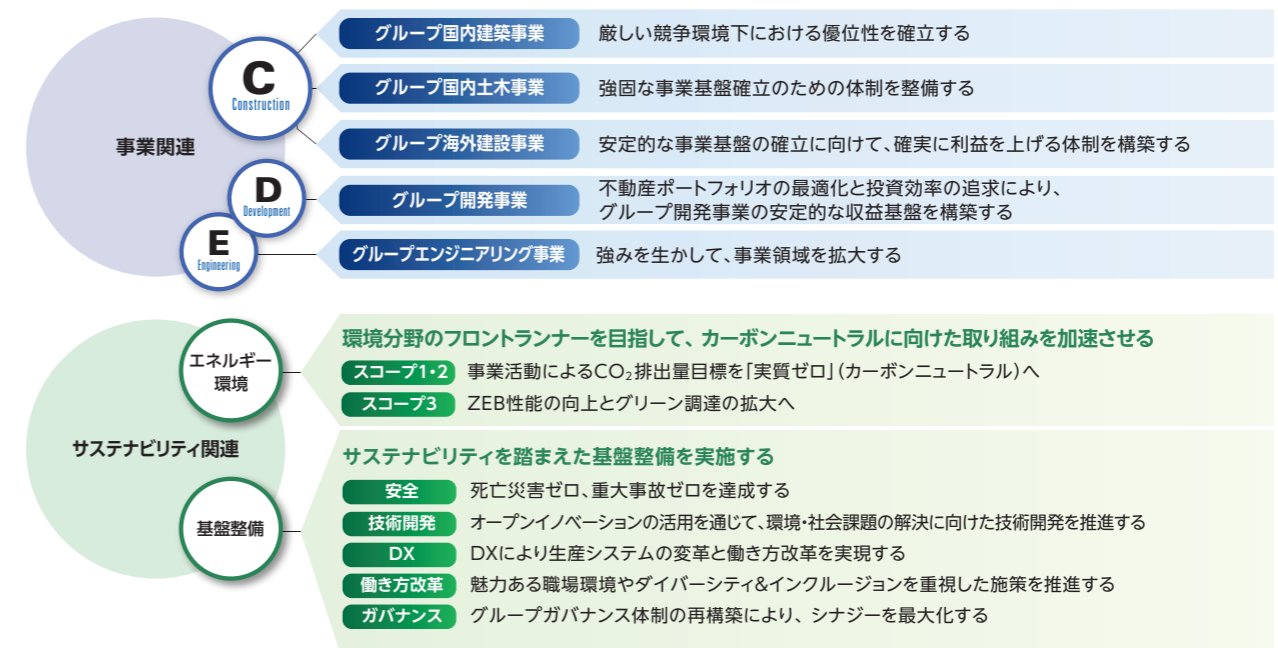 事業関連
C
Construction
グループ国内建築事業
厳しい競争環境下における優位性を確立する
グループ国内土木事業
強固な事業基盤確立のための体制を整備する
グループ海外建設事業
安定的な事業基盤の確立に向けて、確実に利益を上げる体制を構築する
D
Development
グループ開発事業
不動産ポートフォリオの最適化と投資効率の追求により、
グループ開発事業の安定的な収益基盤を構築する
E
Engineering
グループエンジニアリング事業
強みを生かして、事業領域を拡大する
サステナビリティ関連
エネルギー
環境
環境分野のフロントランナーを目指して、カーボンニュートラルに向けた取り組みを加速させる
スコープ1・2
事業活動によるCO₂排出量目標を「実質ゼロ」（カーボンニュートラル）へ
スコープ3
ZEB性能の向上とグリーン調達の拡大へ
基盤整備
サステナビリティを踏まえた基盤整備を実施する
安全
死亡災害ゼロ、重大事故ゼロを達成する
技術開発
オープンイノベーションの活用を通じて、環境・社会課題の解決に向けた技術開発を推進する
DX
DXにより生産システムの変革と働き方改革を実現する
働き方改革
魅力ある職場環境やダイバーシティ&インクルージョンを重視した施策を推進する
ガバナンス
グループガバナンス体制の再構築により、シナジーを最大化する